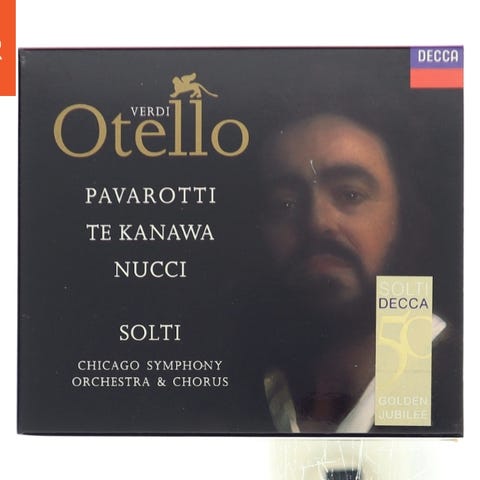 DECCA
VERDI
Otello
PAVAROTTI
TE KANAWA
NUCCI
SOLTI
CHICAGO SYMPHONY
ORCHESTRA & CHORUS
SOLTI
DECCA
50
GOLDEN
JUBILEE